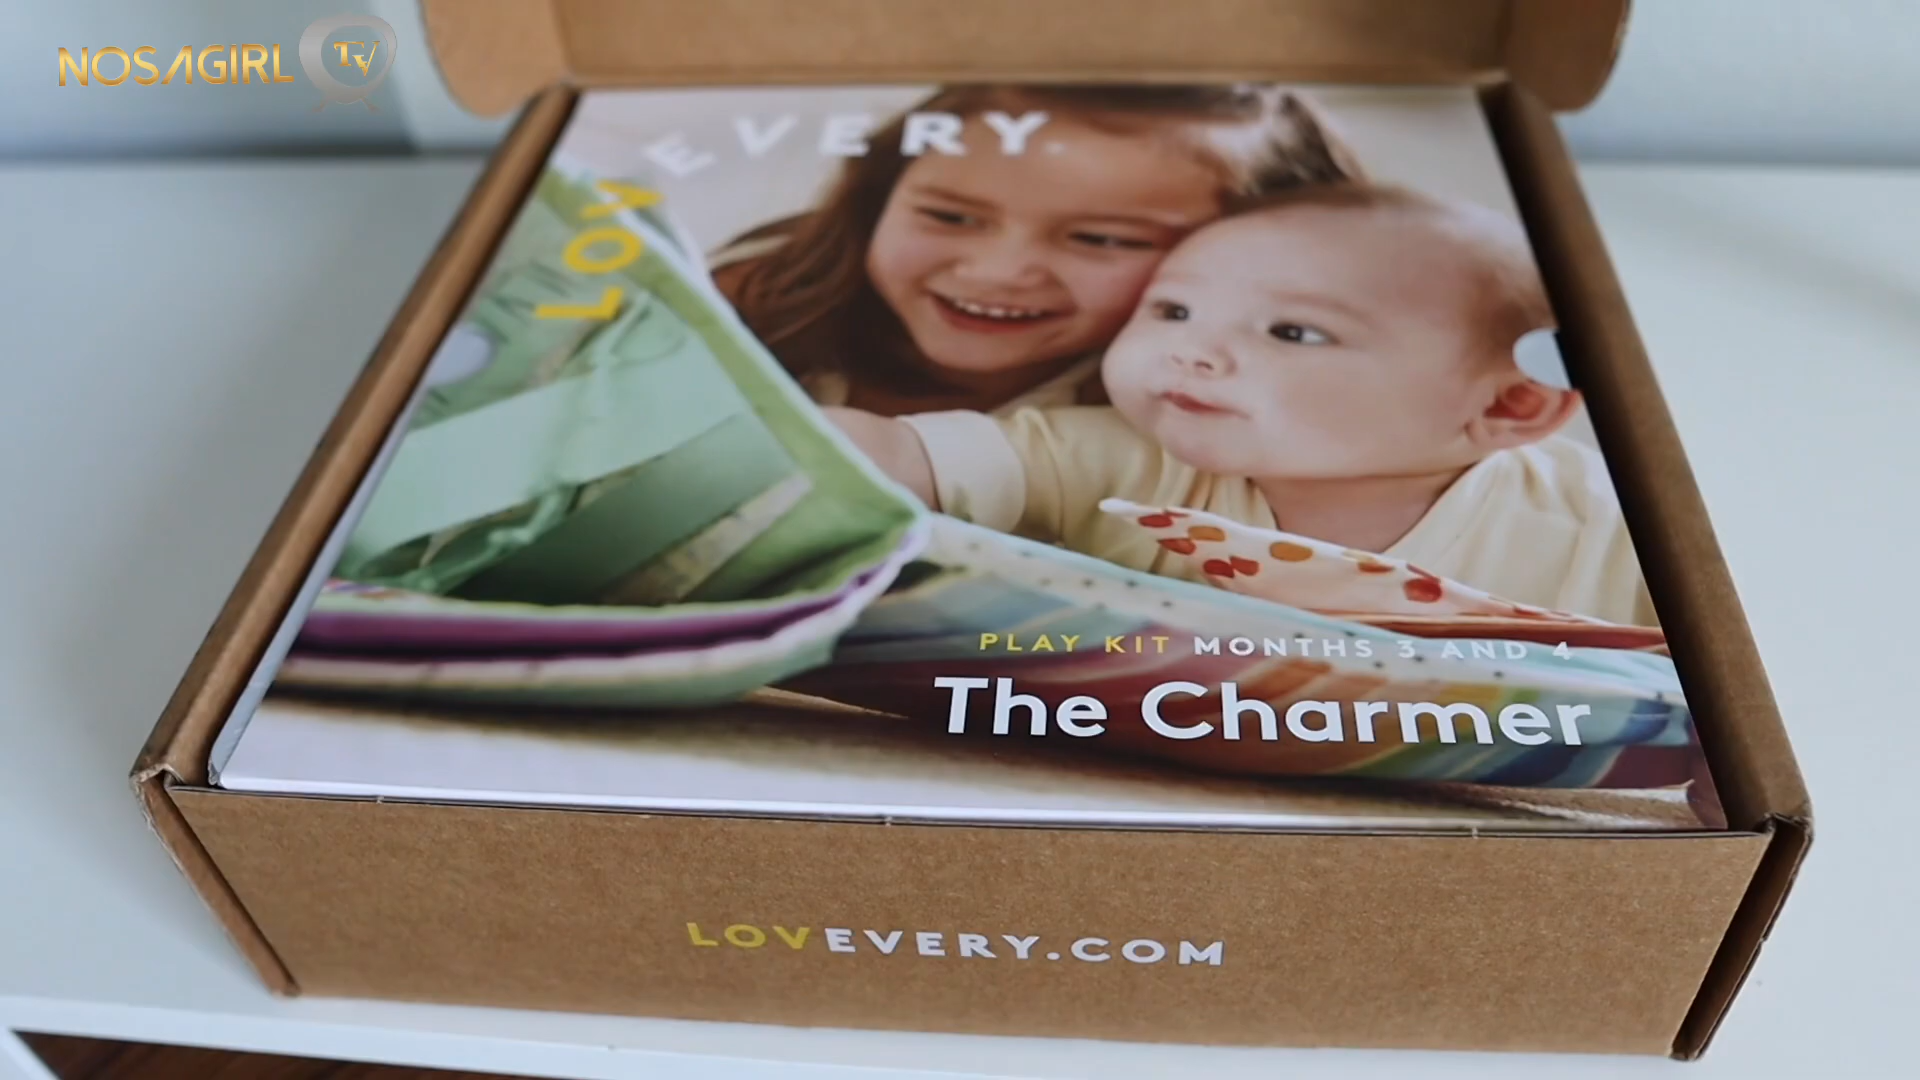 NOSAGIRL TV
LOVEVERY.
PLAY KIT MONTHS 3 AND 4
The Charmer
LOVEVERY.COM